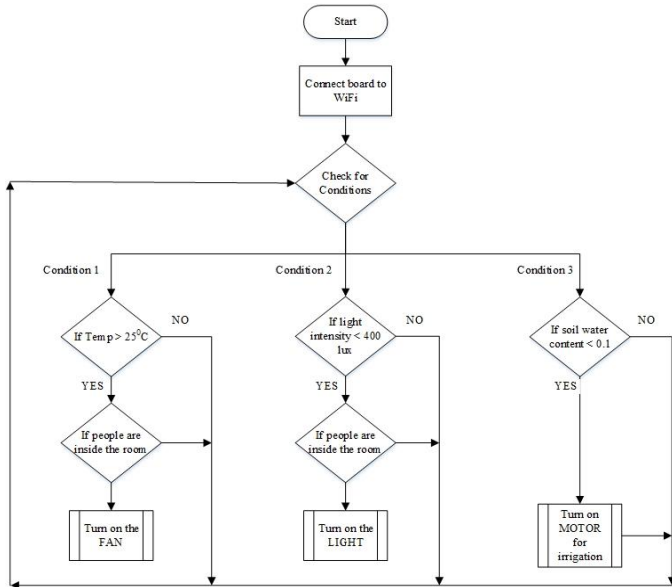 Start
Connect board to
WiFi
Check for
Conditions
Condition 1
Condition 2
Condition 3
If Temp > 25⁰C
NO
If light
intensity < 400
lux
NO
If soil water
content < 0.1
NO
YES
YES
YES
If people are
inside the room
If people are
inside the room
Turn on the
FAN
Turn on the
LIGHT
Turn on
MOTOR
for
irrigation